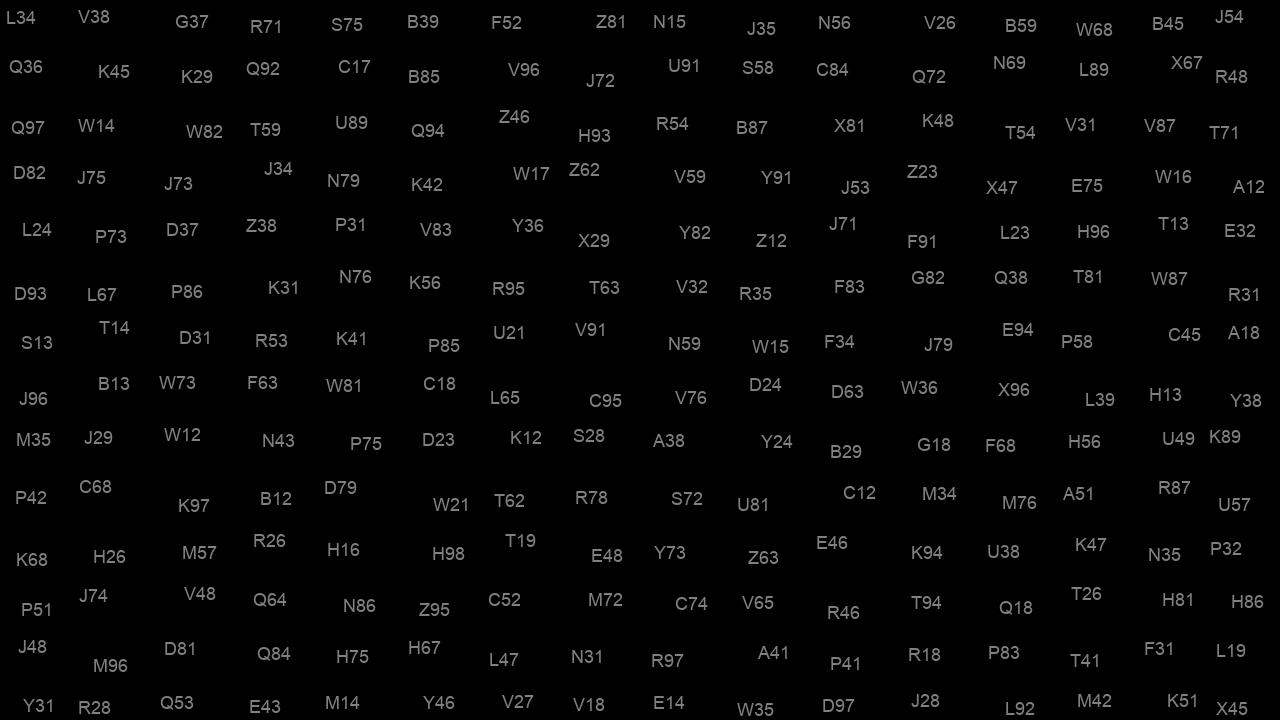 L34 V38 G37 R71 S75 B39 F52 Z81 N15 J35 N56 V26 B59 W68 B45 J54
Q36 K45 K29 Q92 C17 B85 V96 J72 U91 S58 C84 Q72 N69 L89 X67 R48
Q97 W14 W82 T59 U89 Q94 Z46 H93 R54 B87 X81 K48 T54 V31 V87 T71
D82 J75 J73 J34 N79 K42 W17 Z62 V59 Y91 J53 Z23 X47 E75 W16 A12
L24 P73 D37 Z38 P31 V83 Y36 X29 Y82 Z12 J71 F91 L23 H96 T13 E32
D93 L67 P86 K31 N76 K56 R95 T63 V32 R35 F83 G82 Q38 T81 W87 R31
S13 T14 D31 R53 K41 P85 U21 V91 N59 W15 F34 J79 E94 P58 C45 A18
J96 B13 W73 F63 W81 C18 L65 C95 V76 D24 D63 W36 X96 L39 H13 Y38
M35 J29 W12 N43 P75 D23 K12 S28 A38 Y24 B29 G18 F68 H56 U49 K89
P42 C68 K97 B12 D79 W21 T62 R78 S72 U81 C12 M34 M76 A51 R87 U57
K68 H26 M57 R26 H16 H98 T19 E48 Y73 Z63 E46 K94 U38 K47 N35 P32
P51 J74 V48 Q64 N86 Z95 C52 M72 C74 V65 R46 T94 Q18 T26 H81 H86
J48 M96 D81 Q84 H75 H67 L47 N31 R97 A41 P41 R18 P83 T41 F31 L19
Y31 R28 Q53 E43 M14 Y46 V27 V18 E14 W35 D97 J28 L92 M42 K51 X45